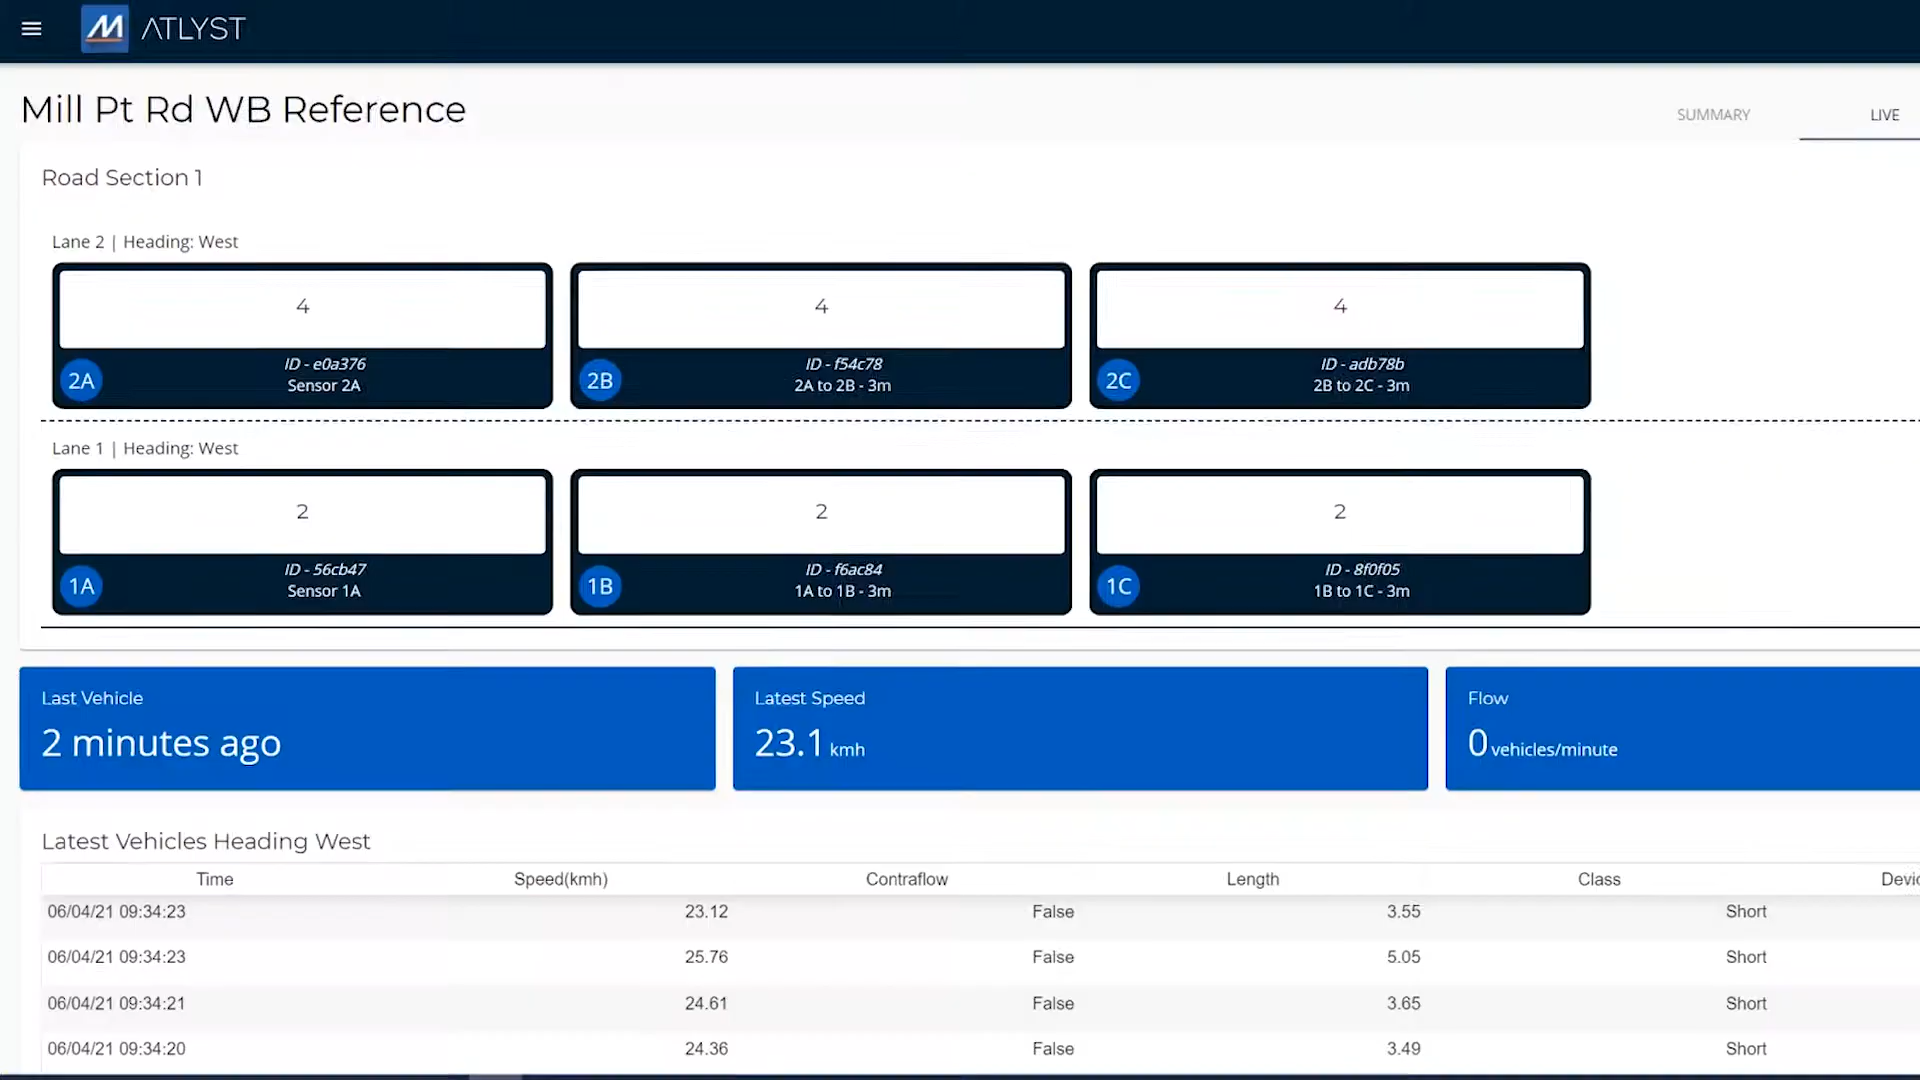 M ATLYST
Mill Pt Rd WB Reference
SUMMARY
LIVE
Road Section 1
Lane 2 | Heading: West
4
4
4
2A
ID - e0a376
Sensor 2A
2B
ID - f54c78
2A to 2B - 3m
2C
ID - adb78b
2B to 2C - 3m
Lane 1 | Heading: West
2
2
2
1A
ID - 56cb47
Sensor 1A
1B
ID - f6ac84
1A to 1B - 3m
1C
ID - 8f0f05
1B to 1C - 3m
Last Vehicle
2 minutes ago
Latest Speed
23.1 kmh
Flow
0 vehicles/minute
Latest Vehicles Heading West
Time Speed(kmh) Contraflow Length Class
06/04/21 09:34:23 23.12 False 3.55 Short
06/04/21 09:34:23 25.76 False 5.05 Short
06/04/21 09:34:21 24.61 False 3.65 Short
06/04/21 09:34:20 24.36 False 3.49 Short